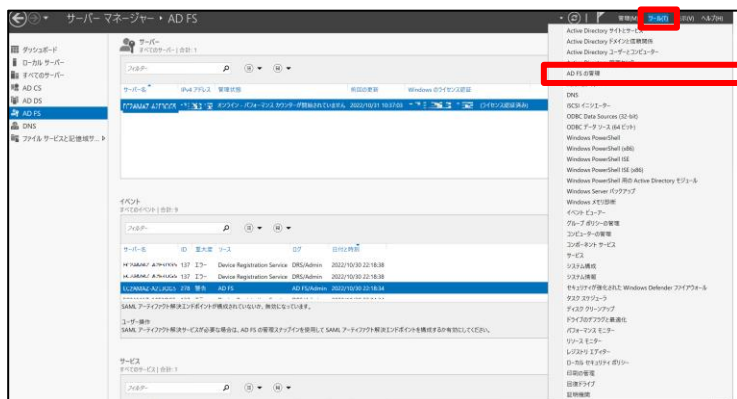 サーバー マネージャー ・ AD FS
管理(M) ツール(T) 表示(V) ヘルプ(H)
ダッシュボード
ローカル サーバー
すべてのサーバー
AD CS
AD DS
AD FS
DNS
ファイル サービスと記憶域サ...
サーバー
すべてのサーバー | 合計: 1
フィルター
サーバー名 IPv4 アドレス 管理状態 前回の更新 Windows のライセンス認証
オンライン - パフォーマンス カウンターが開始されていません 2022/10/31 10:37:03 (ライセンス認証済み)
イベント
すべてのイベント | 合計: 9
フィルター
サーバー名 ID 重大度 ソース ログ 日付と時刻
137 エラー Device Registration Service DRS/Admin 2022/10/30 22:18:38
137 エラー Device Registration Service DRS/Admin 2022/10/30 22:18:38
278 警告 AD FS AD FS/Admin 2022/10/30 22:18:34
SAML アーティファクト解決エンドポイントが構成されていないか、無効になっています。
ユーザー操作
SAML アーティファクト解決サービスが必要な場合は、AD FS の管理スナップインを使用して SAML アーティファクト解決エンドポイントを構成するか有効にしてください。
サービス
すべてのサービス | 合計: 1
フィルター
Active Directory サイトとサービス
Active Directory ドメインと信頼関係
Active Directory ユーザーとコンピューター
AD FS の管理
DNS
iSCSI イニシエーター
ODBC Data Sources (32-bit)
ODBC データ ソース (64 ビット)
Windows PowerShell
Windows PowerShell (x86)
Windows PowerShell ISE
Windows PowerShell ISE (x86)
Windows PowerShell 用の Active Directory モジュール
Windows Server バックアップ
Windows メモリ診断
イベント ビューアー
グループ ポリシーの管理
コンピューターの管理
コンポーネント サービス
サービス
システム構成
システム情報
セキュリティが強化された Windows Defender ファイアウォール
タスク スケジューラ
ディスク クリーンアップ
ドライブのデフラグと最適化
パフォーマンス モニター
リソース モニター
レジストリ エディター
ローカル セキュリティ ポリシー
印刷の管理
回復ドライブ
証明機関